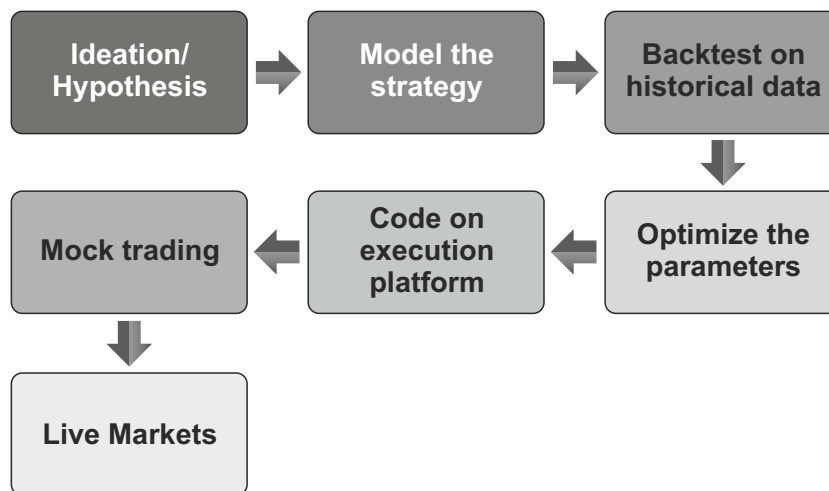 Ideation/
Hypothesis
Model the
strategy
Backtest on
historical data
Optimize the
parameters
Code on
execution
platform
Mock trading
Live Markets